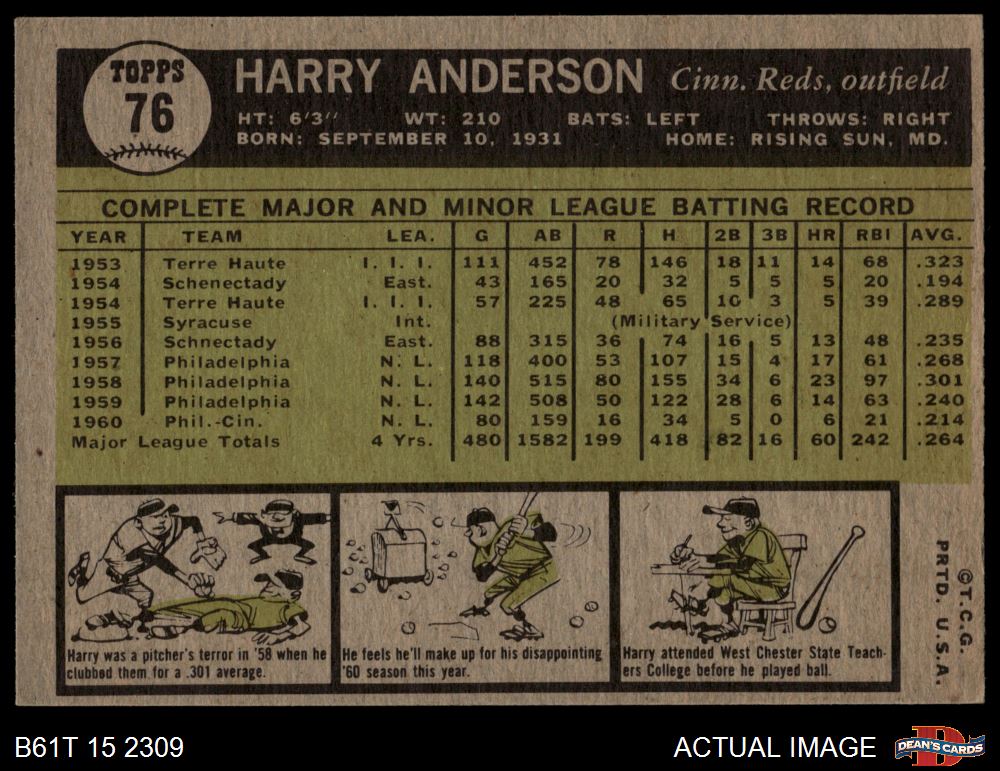 TOPPS
76
HARRY ANDERSON Cinn. Reds, outfield
HT: 6'3" WT: 210 BATS: LEFT THROWS: RIGHT
BORN: SEPTEMBER 10, 1931 HOME: RISING SUN, MD.
COMPLETE MAJOR AND MINOR LEAGUE BATTING RECORD
YEAR TEAM LEA. G AB R H 2B 3B HR RBI AVG.
1953 Terre Haute I. I. I. 111 452 78 146 18 11 14 68 .323
1954 Schenectady East. 43 165 20 32 5 5 5 20 .194
1954 Terre Haute I. I. I. 57 225 48 65 10 3 5 39 .289
1955 Syracuse Int. (Military Service)
1956 Schnectady East. 88 315 36 74 16 5 13 48 .235
1957 Philadelphia N. L. 118 400 53 107 15 4 17 61 .268
1958 Philadelphia N. L. 140 515 80 155 34 6 23 97 .301
1959 Philadelphia N. L. 142 508 50 122 28 6 14 63 .240
1960 Phil.-Cin. N. L. 80 159 16 34 5 0 6 21 .214
Major League Totals 4 Yrs. 480 1582 199 418 82 16 60 242 .264
Harry was a pitcher's terror in '58 when he
clubbed them for a .301 average.
He feels he'll make up for his disappointing
'60 season this year.
Harry attended West Chester State Teach-
ers College before he played ball.
©T.C.G.
PRTD. U.S.A.
B61T 15 2309
ACTUAL IMAGE
D
DEAN'S CARDS